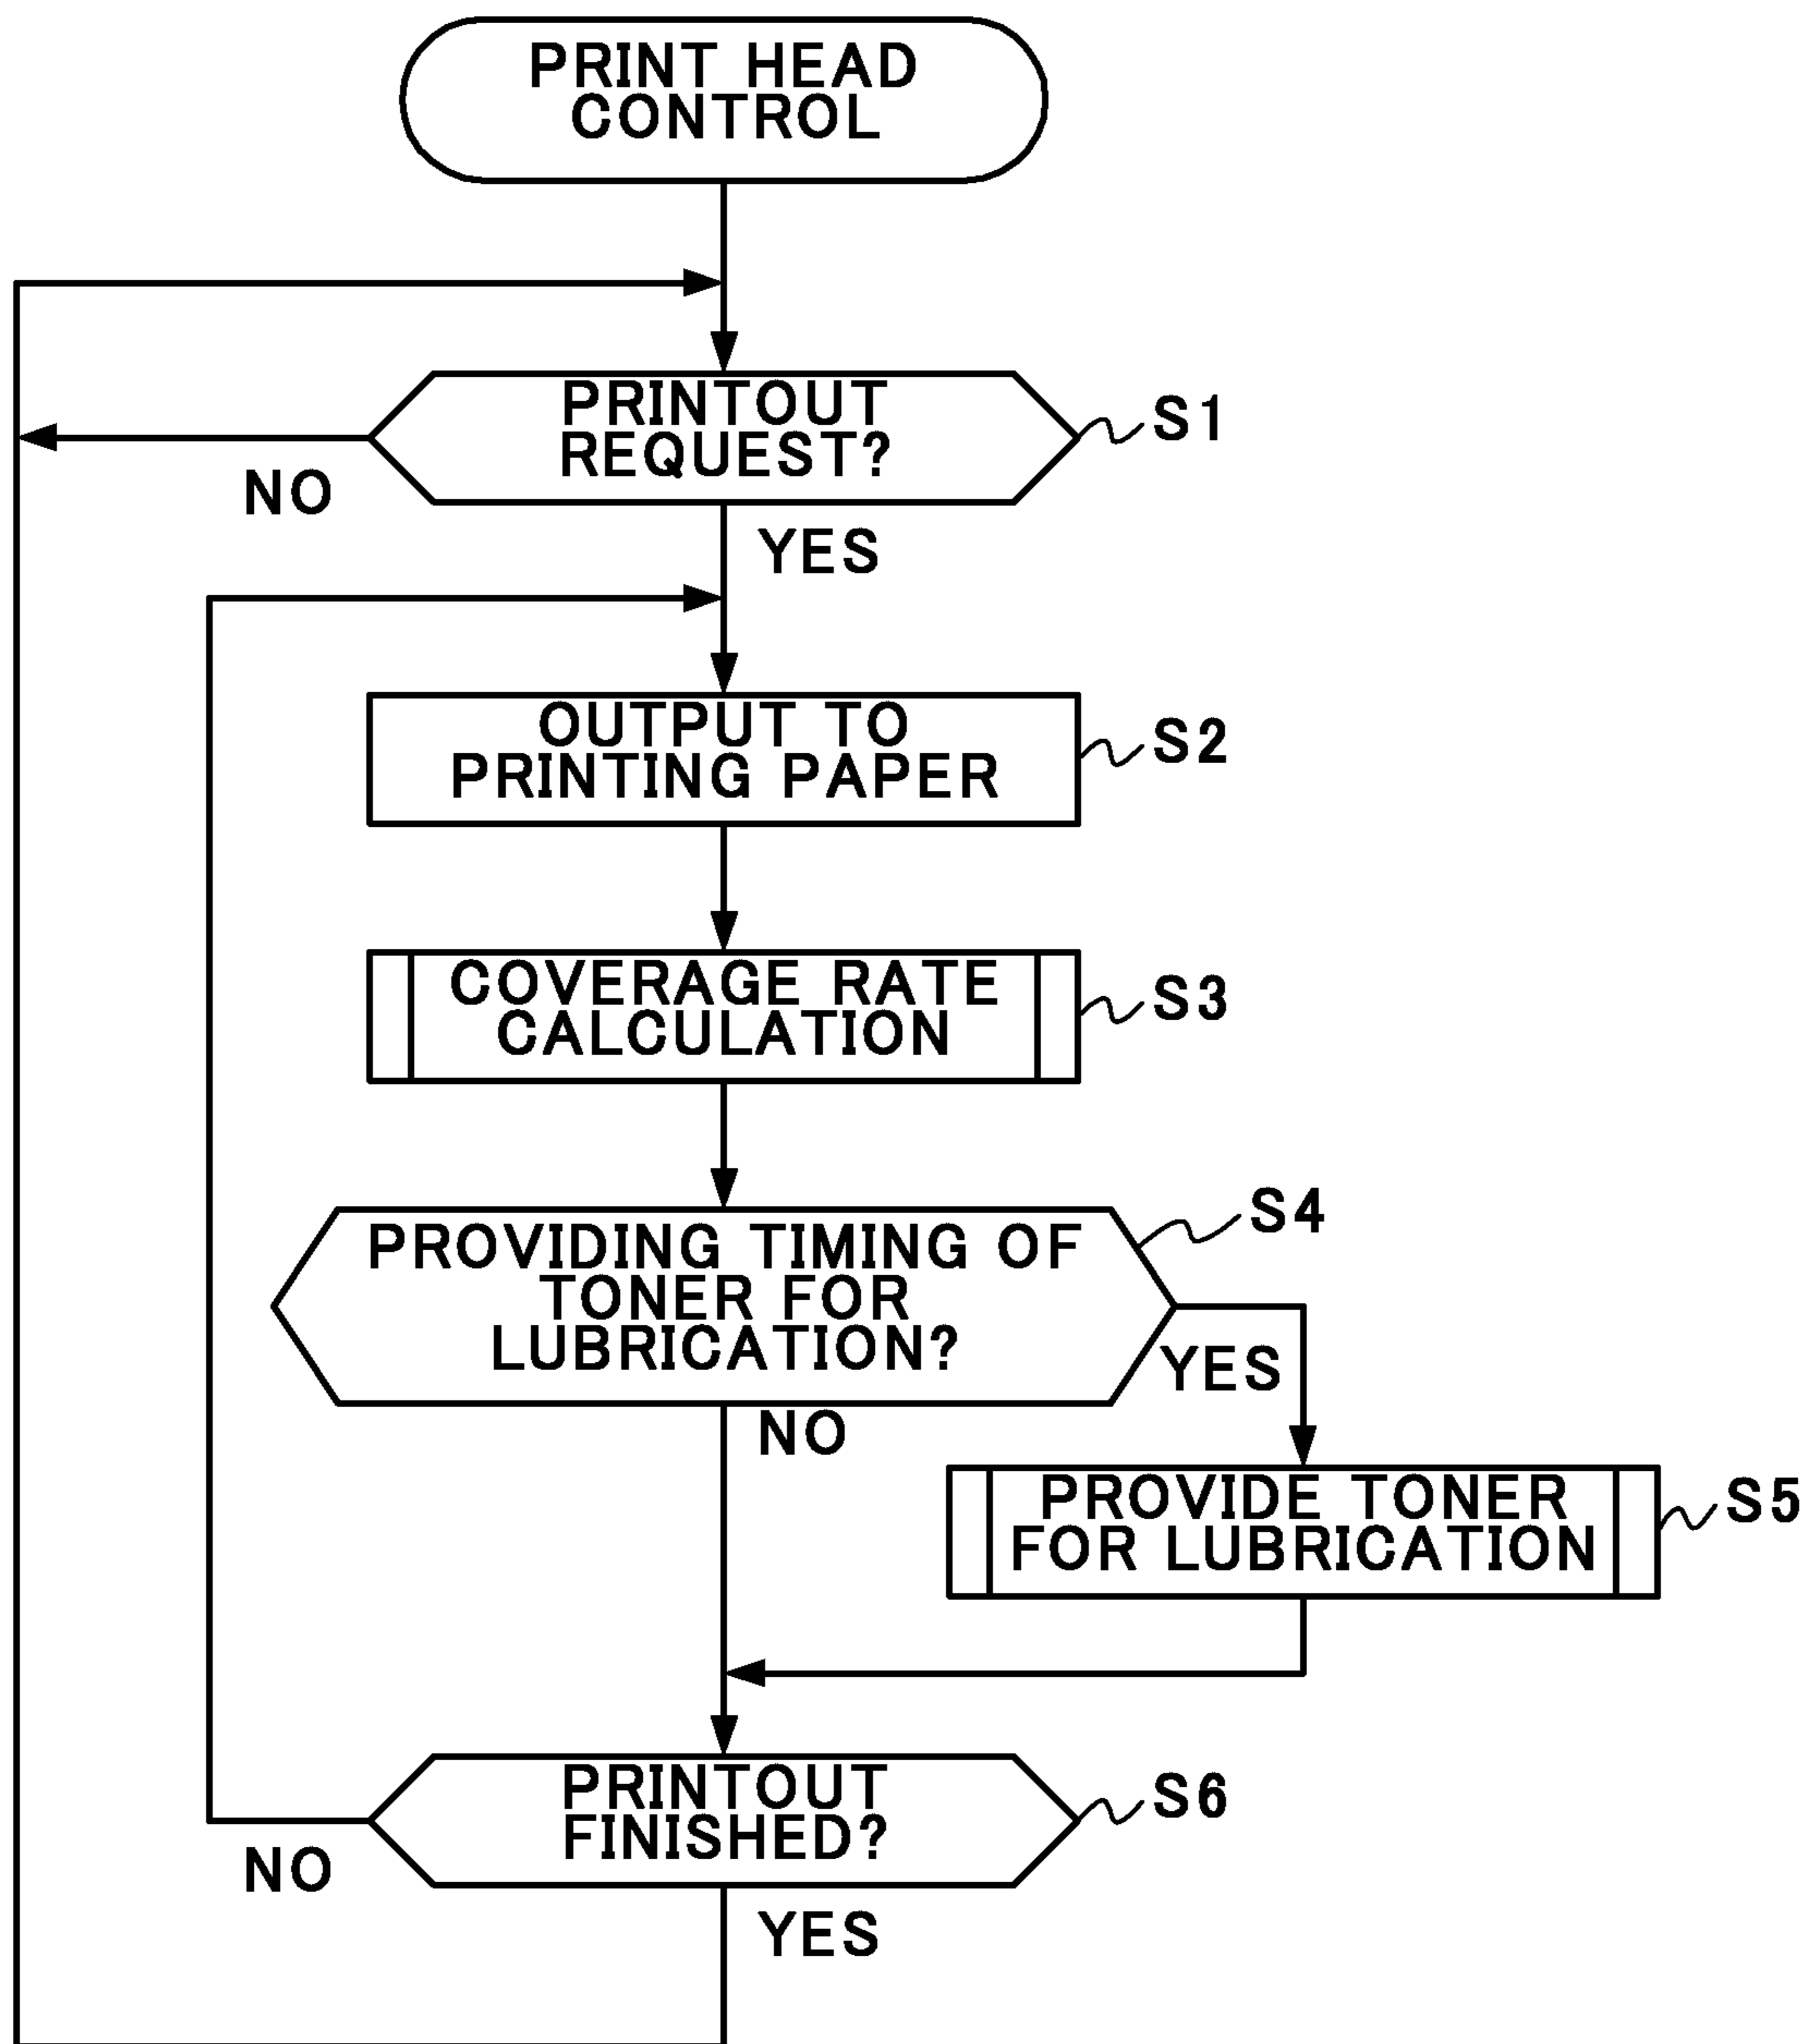 PRINT HEAD
CONTROL
PRINTOUT
REQUEST?
S1
NO
YES
OUTPUT TO
PRINTING PAPER
S2
COVERAGE RATE
CALCULATION
S3
PROVIDING TIMING OF
TONER FOR
LUBRICATION?
S4
YES
NO
PROVIDE TONER
FOR LUBRICATION
S5
PRINTOUT
FINISHED?
S6
NO
YES